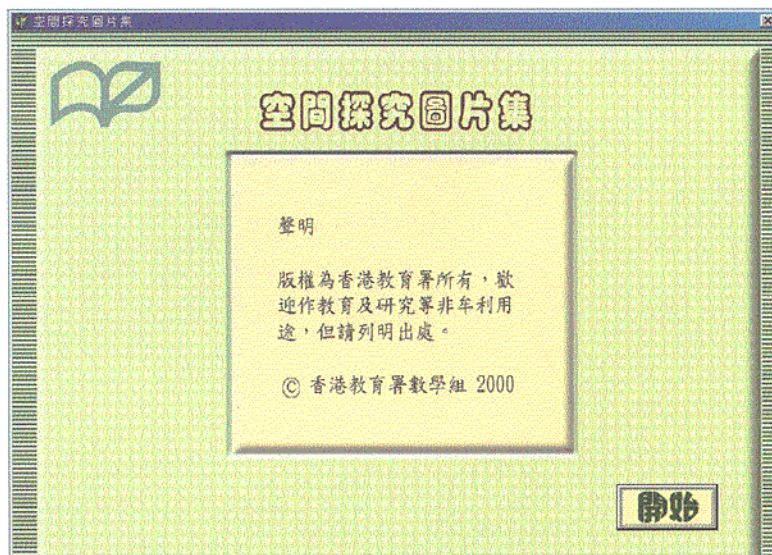 空間探究圖片集
空間探究圖片集
聲明
版權為香港教育署所有，歡
迎作教育及研究等非牟利用
途，但請列明出處。
© 香港教育署數學組 2000
開始